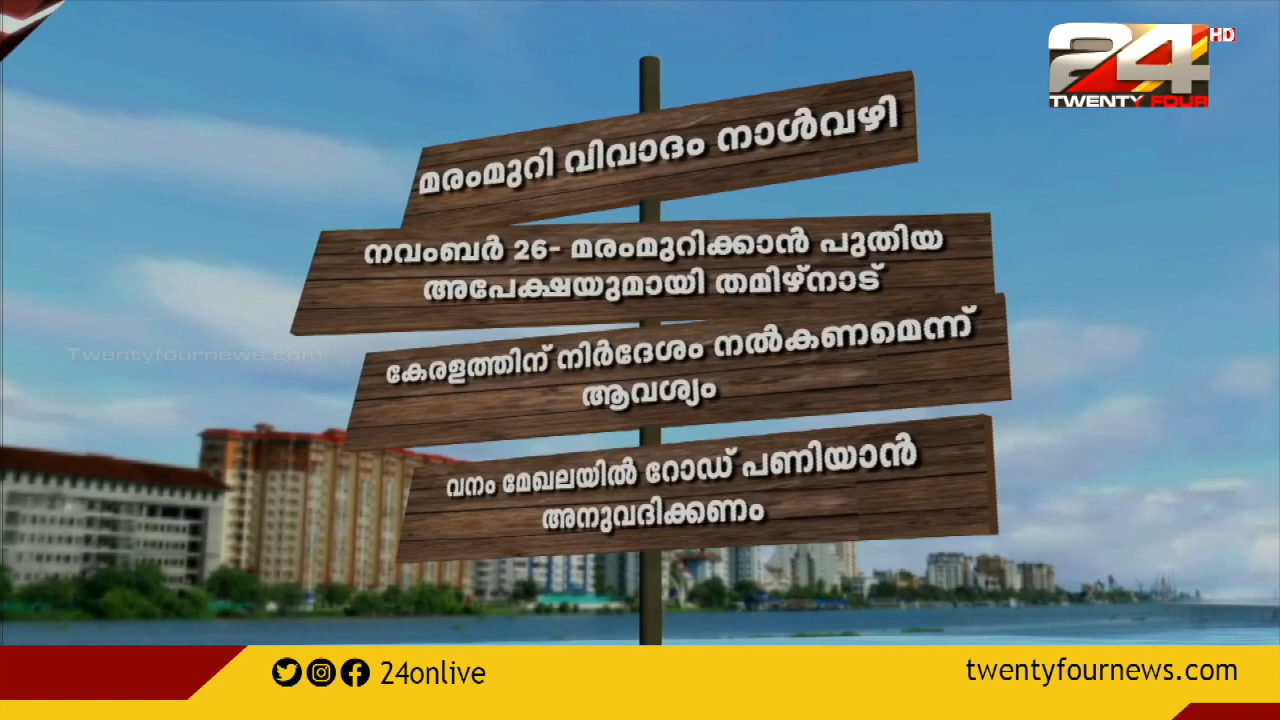 24 HD
TWENTY FOUR
മരംമുറി വിവാദം നാൾവഴി
നവംബർ 26- മരംമുറിക്കാൻ പുതിയ
അപേക്ഷയുമായി തമിഴ്നാട്
Twentyfournews.com
കേരളത്തിന് നിർദേശം നൽകണമെന്ന്
ആവശ്യം
വനം മേഖലയിൽ റോഡ് പണിയാൻ
അനുവദിക്കണം
24onlive
twentyfournews.com